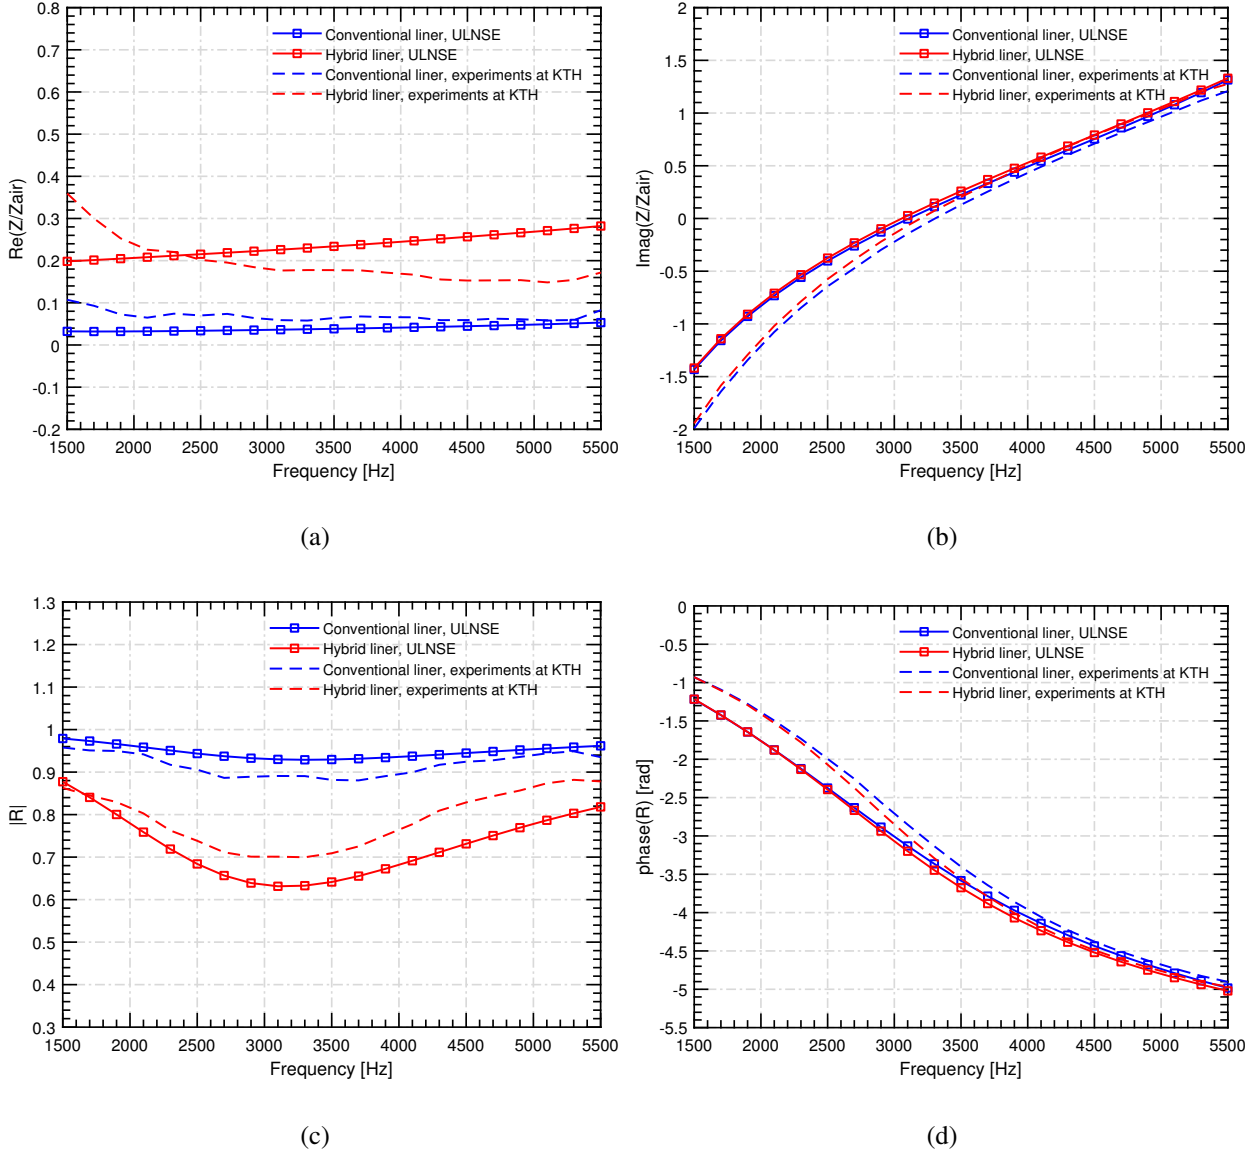 0.8
0.7
0.6
0.5
0.4
0.3
0.2
0.1
0
-0.1
-0.2
Re(Z/Zair)
Conventional liner, ULNSE
Hybrid liner, ULNSE
Conventional liner, experiments at KTH
Hybrid liner, experiments at KTH
1500 2000 2500 3000 3500 4000 4500 5000 5500
Frequency [Hz]
(a)
2
1.5
1
0.5
0
-0.5
-1
-1.5
-2
Imag(Z/Zair)
Conventional liner, ULNSE
Hybrid liner, ULNSE
Conventional liner, experiments at KTH
Hybrid liner, experiments at KTH
1500 2000 2500 3000 3500 4000 4500 5000 5500
Frequency [Hz]
(b)
1.3
1.2
1.1
1
0.9
0.8
0.7
0.6
0.5
0.4
0.3
|R|
Conventional liner, ULNSE
Hybrid liner, ULNSE
Conventional liner, experiments at KTH
Hybrid liner, experiments at KTH
1500 2000 2500 3000 3500 4000 4500 5000 5500
Frequency [Hz]
(c)
0
-0.5
-1
-1.5
-2
-2.5
-3
-3.5
-4
-4.5
-5
-5.5
phase(R) [rad]
Conventional liner, ULNSE
Hybrid liner, ULNSE
Conventional liner, experiments at KTH
Hybrid liner, experiments at KTH
1500 2000 2500 3000 3500 4000 4500 5000 5500
Frequency [Hz]
(d)